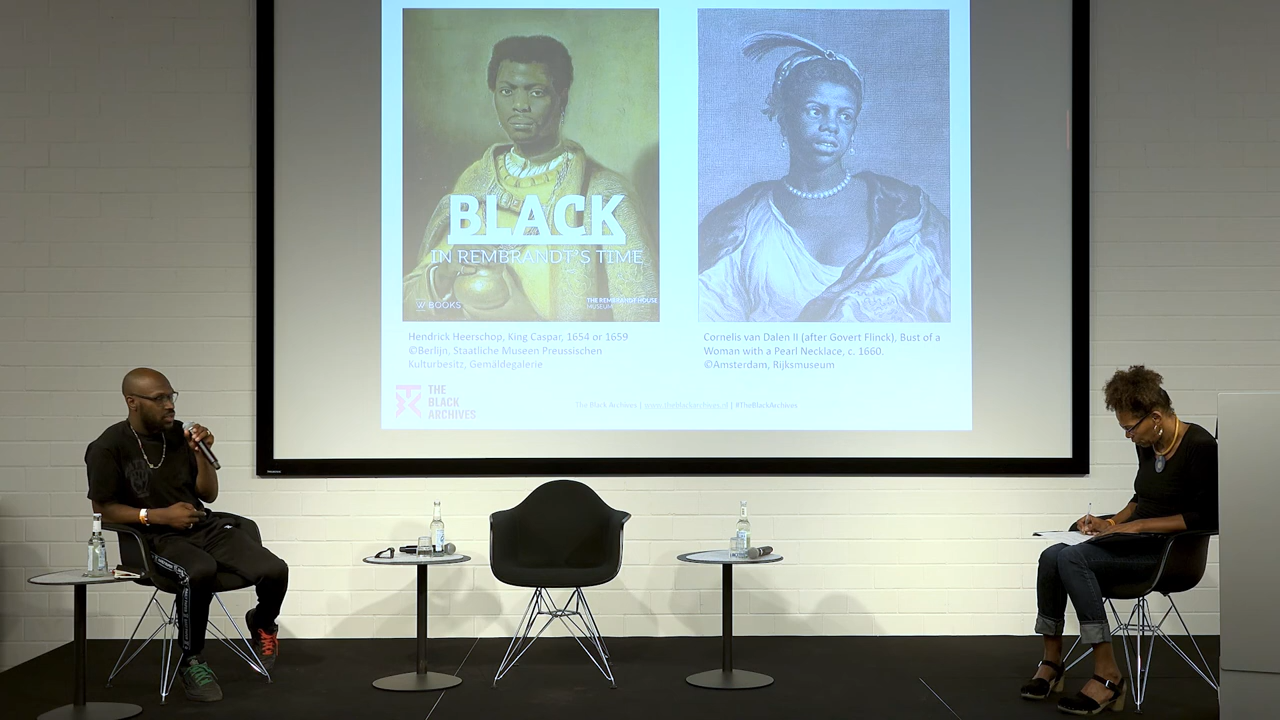 BLACK
IN REMBRANDT'S TIME
W BOOKS
THE REMBRANDT HOUSE
MUSEUM
Hendrick Heerschop, King Caspar, 1654 or 1659
©Berlijn, Staatliche Museen Preussischen
Kulturbesitz, Gemäldegalerie
Cornelis van Dalen II (after Govert Flinck), Bust of a
Woman with a Pearl Necklace, c. 1660.
©Amsterdam, Rijksmuseum
THE
BLACK
ARCHIVES
The Black Archives | www.theblackarchives.nl | #TheBlackArchives